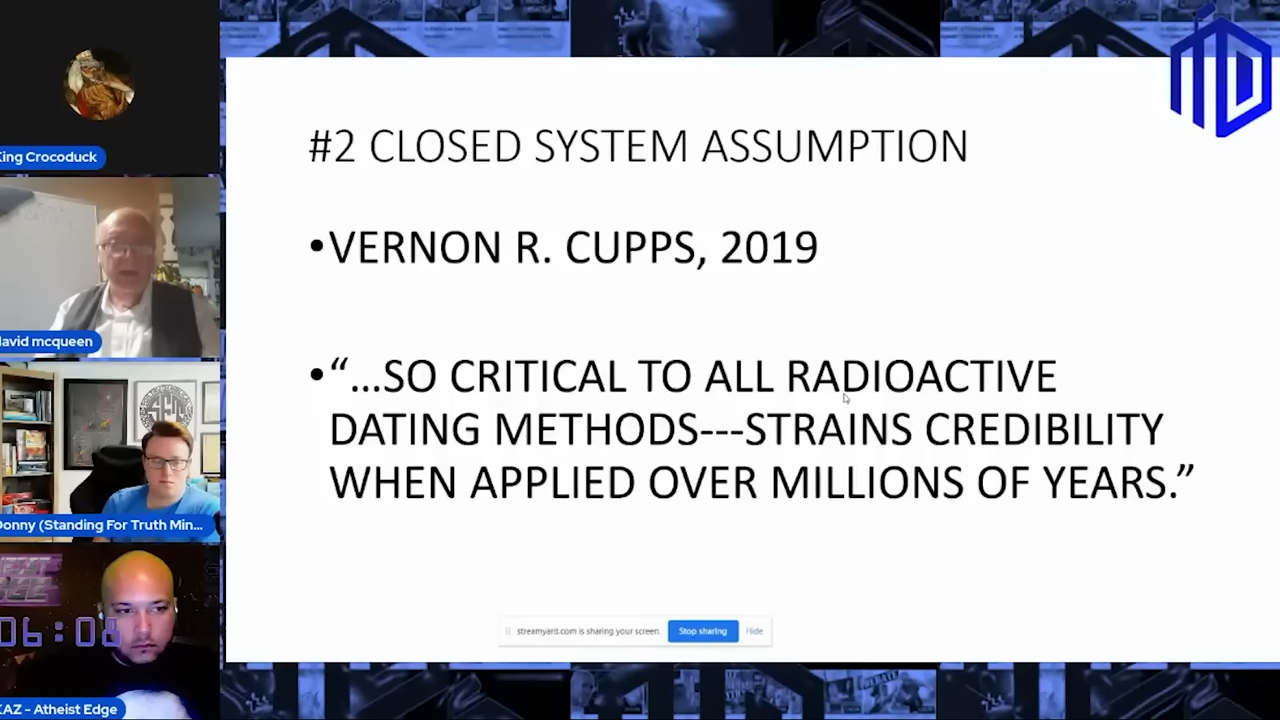 King Crocoduck
david mcqueen
Donny (Standing For Truth Min...
06:08
KAZ - Atheist Edge
#2 CLOSED SYSTEM ASSUMPTION
•VERNON R. CUPPS, 2019
•“...SO CRITICAL TO ALL RADIOACTIVE
DATING METHODS---STRAINS CREDIBILITY
WHEN APPLIED OVER MILLIONS OF YEARS.”
streamyard.com is sharing your screen. Stop sharing Hide